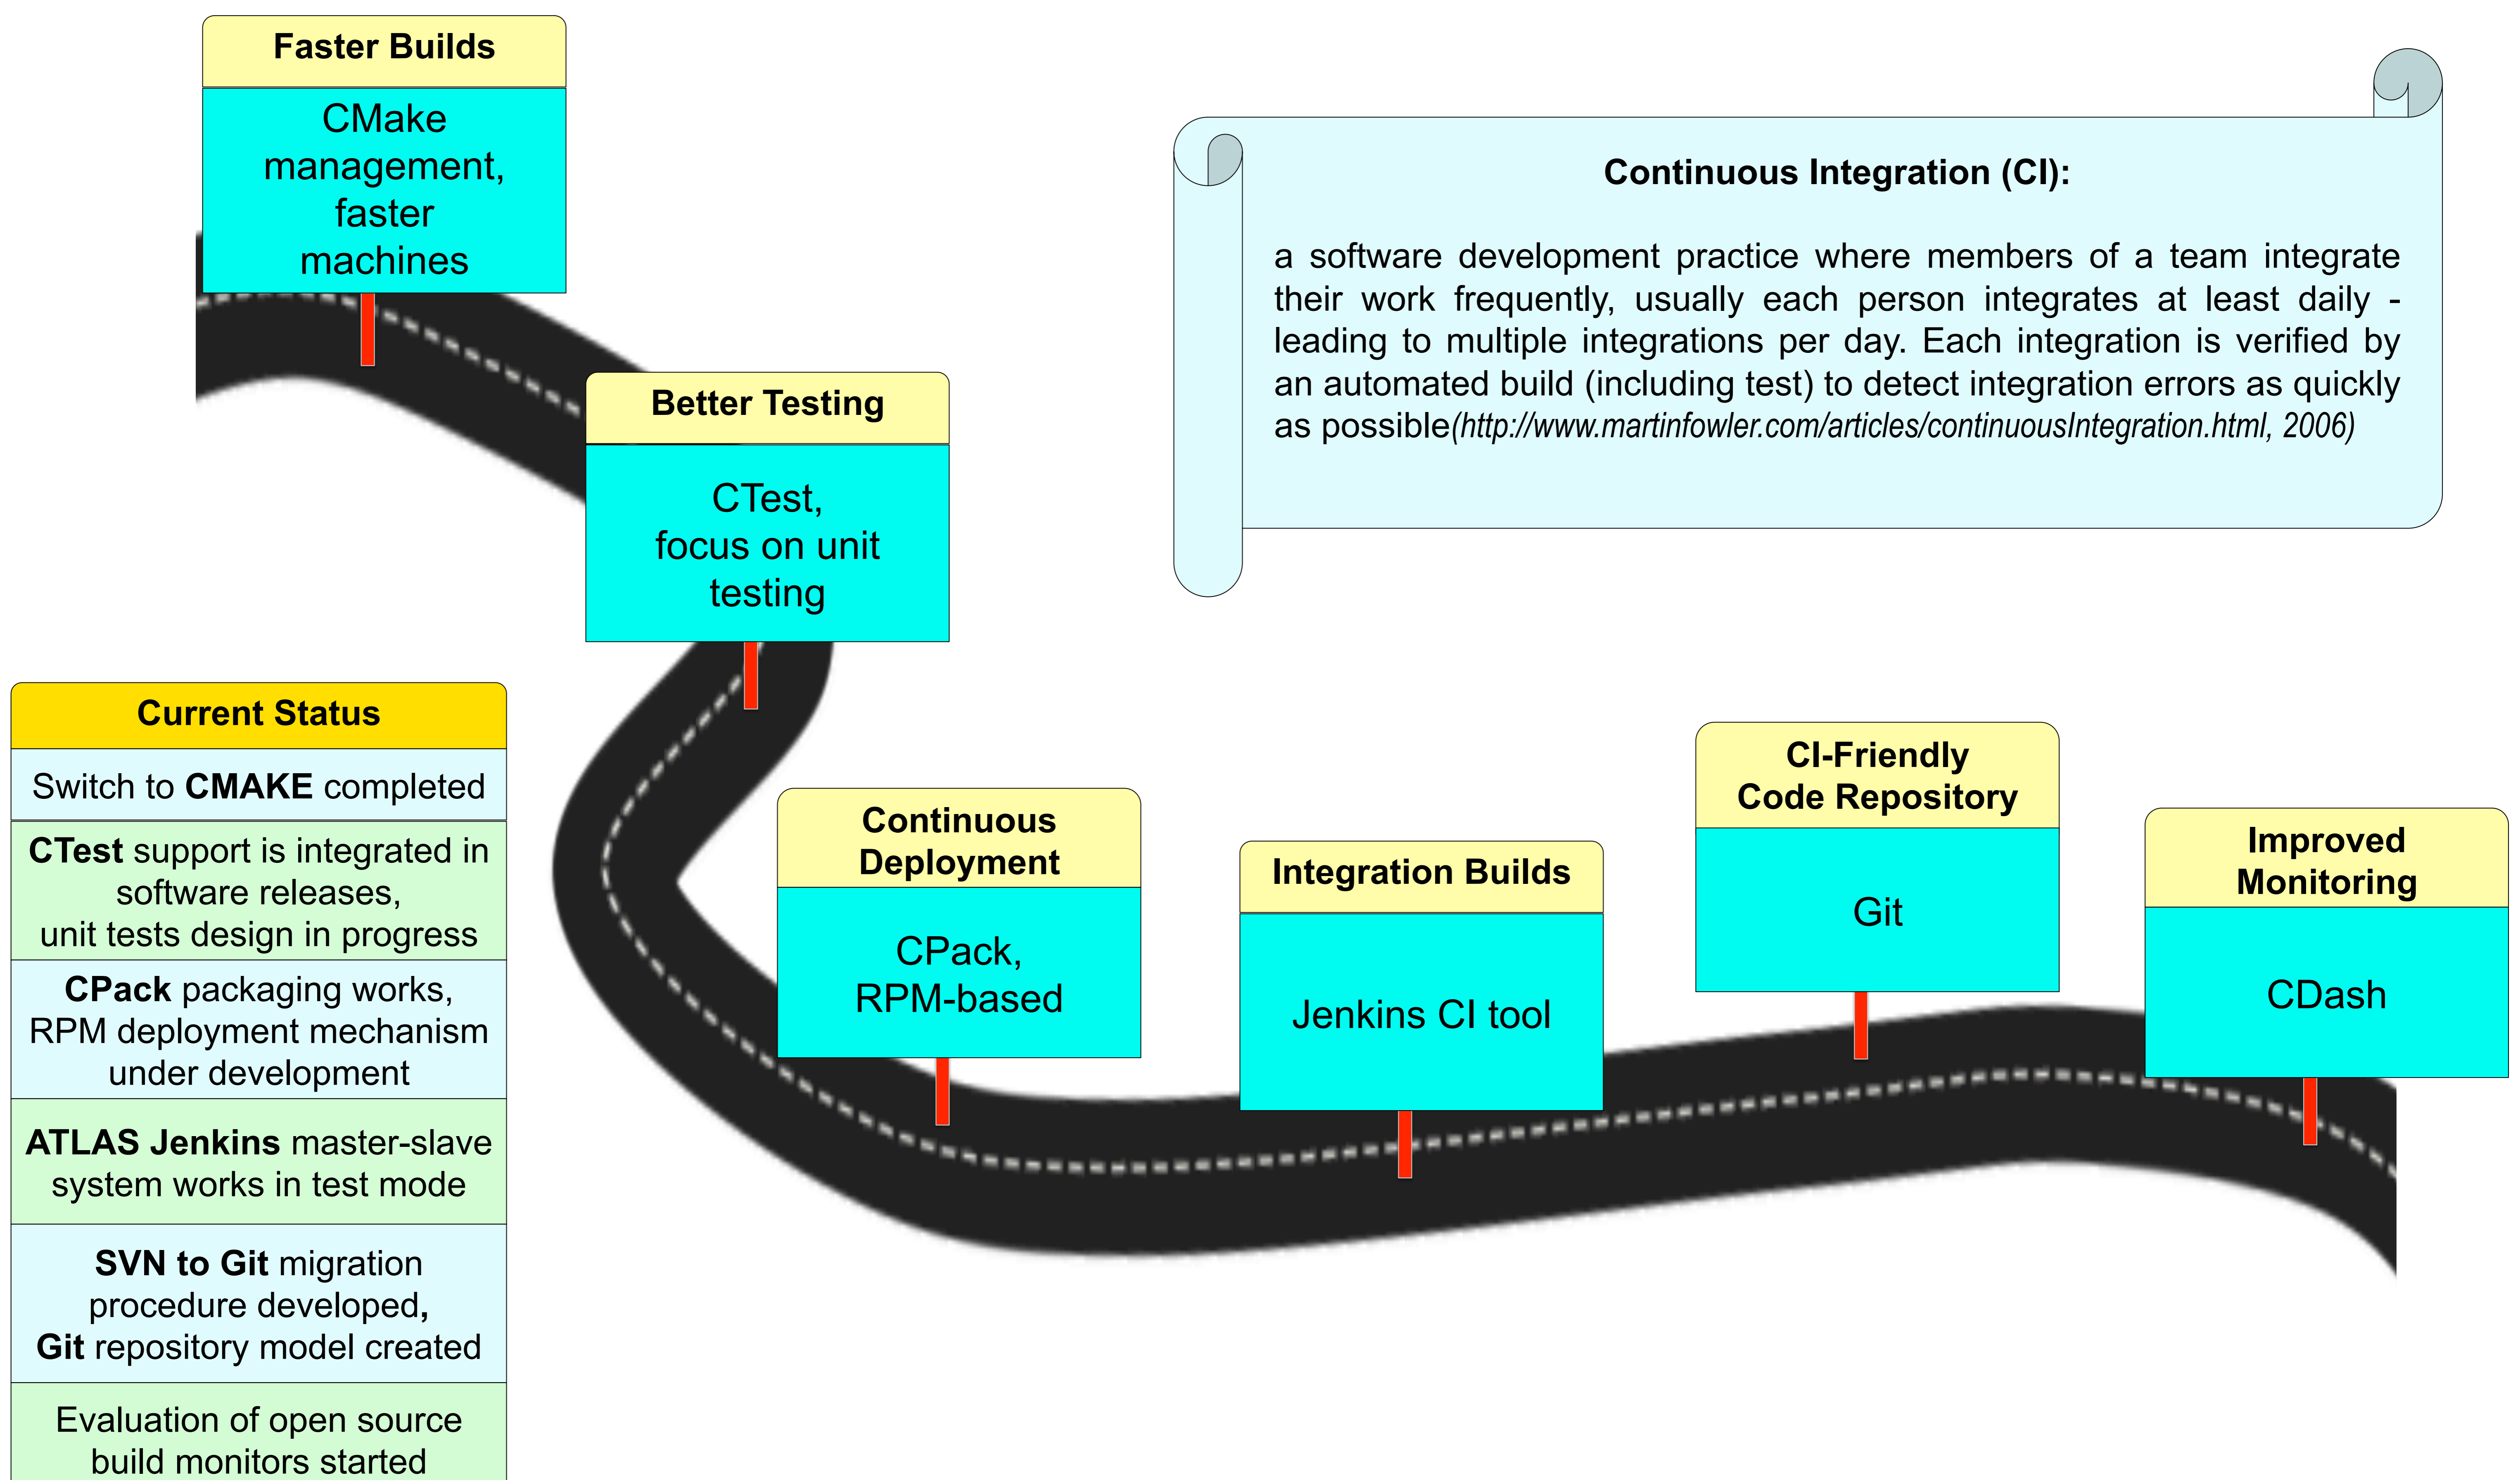 Faster Builds
CMake
management,
faster
machines
Continuous Integration (CI):
a software development practice where members of a team integrate
their work frequently, usually each person integrates at least daily -
leading to multiple integrations per day. Each integration is verified by
an automated build (including test) to detect integration errors as quickly
as possible(http://www.martinfowler.com/articles/continuousIntegration.html, 2006)
Better Testing
CTest,
focus on unit
testing
Current Status
Switch to CMAKE completed
CTest support is integrated in
software releases,
unit tests design in progress
CPack packaging works,
RPM deployment mechanism
under development
ATLAS Jenkins master-slave
system works in test mode
SVN to Git migration
procedure developed,
Git repository model created
Evaluation of open source
build monitors started
Continuous
Deployment
CPack,
RPM-based
Integration Builds
Jenkins CI tool
CI-Friendly
Code Repository
Git
Improved
Monitoring
CDash